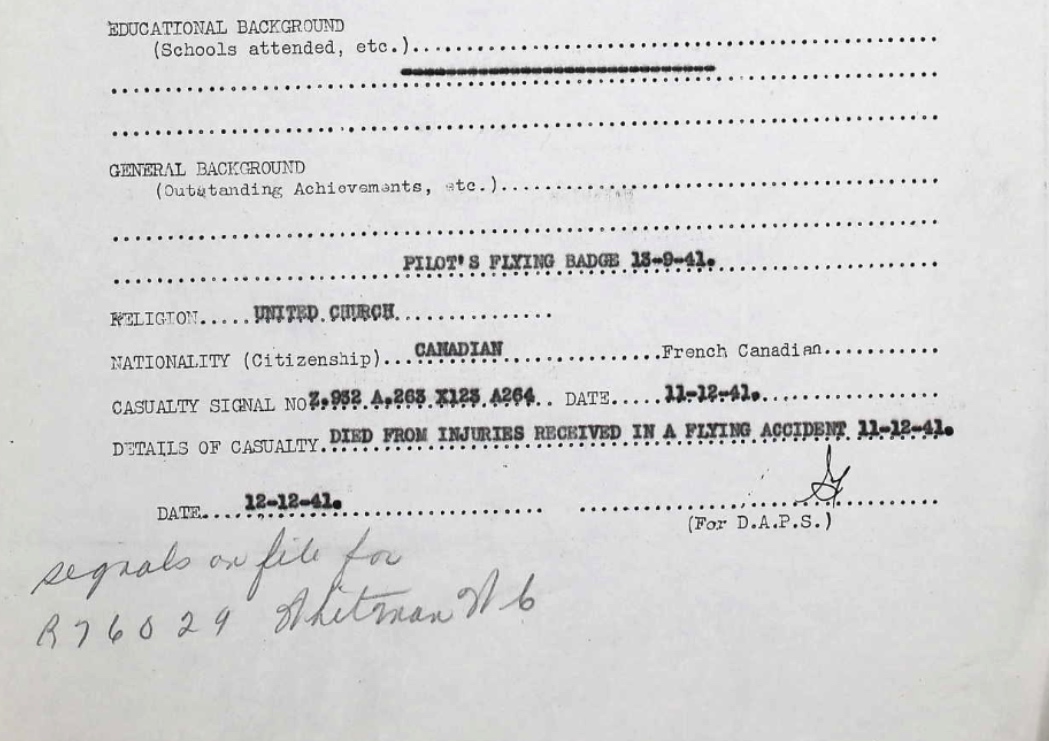 EDUCATIONAL BACKGROUND
(Schools attended, etc.)
GENERAL BACKGROUND
(Outstanding Achievements, etc.)
PILOT'S FLYING BADGE 13-9-41.
RELIGION..... UNITED CHURCH
NATIONALITY (Citizenship)... CANADIAN French Canadian
CASUALTY SIGNAL NO Z.932 A.263 X123 A264.. DATE..... 11-12-41.
DETAILS OF CASUALTY. DIED FROM INJURIES RECEIVED IN A FLYING ACCIDENT 11-12-41.
DATE.... 12-12-41.
(For D.A.P.S.)
signals on file for
R76029 Whitman W